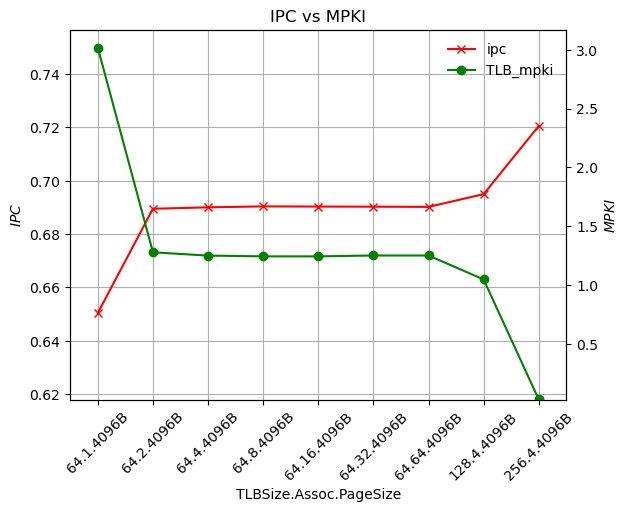 IPC vs MPKI
ipc
TLB_mpki
0.74
0.72
0.70
0.68
0.66
0.64
0.62
IPC
3.0
2.5
2.0
1.5
1.0
0.5
MPKI
64.1.4096B
64.2.4096B
64.4.4096B
64.8.4096B
64.16.4096B
64.32.4096B
64.64.4096B
128.4.4096B
256.4.4096B
TLBSize.Assoc.PageSize